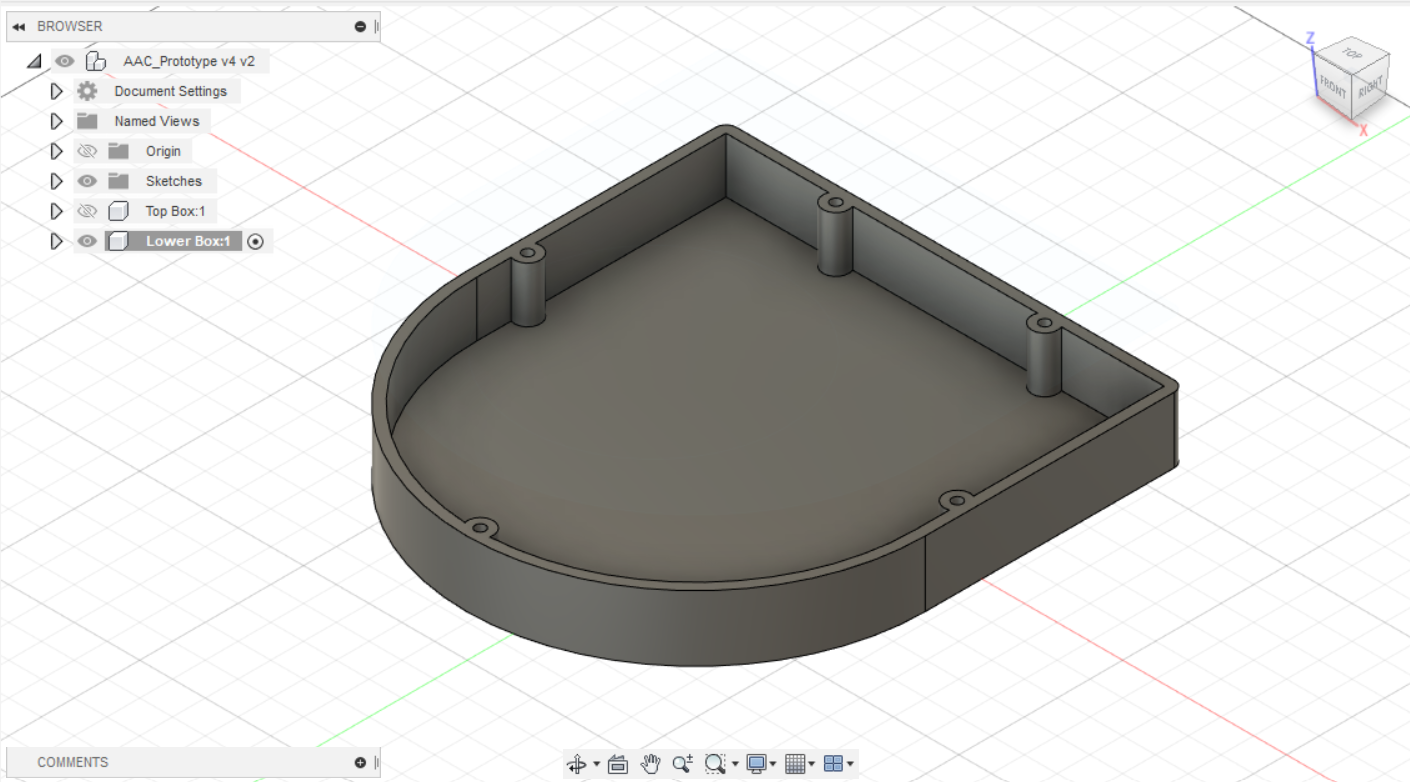 BROWSER
AAC_Prototype v4 v2
Document Settings
Named Views
Origin
Sketches
Top Box:1
Lower Box:1
Z
TOP
FRONT
RIGHT
X
COMMENTS